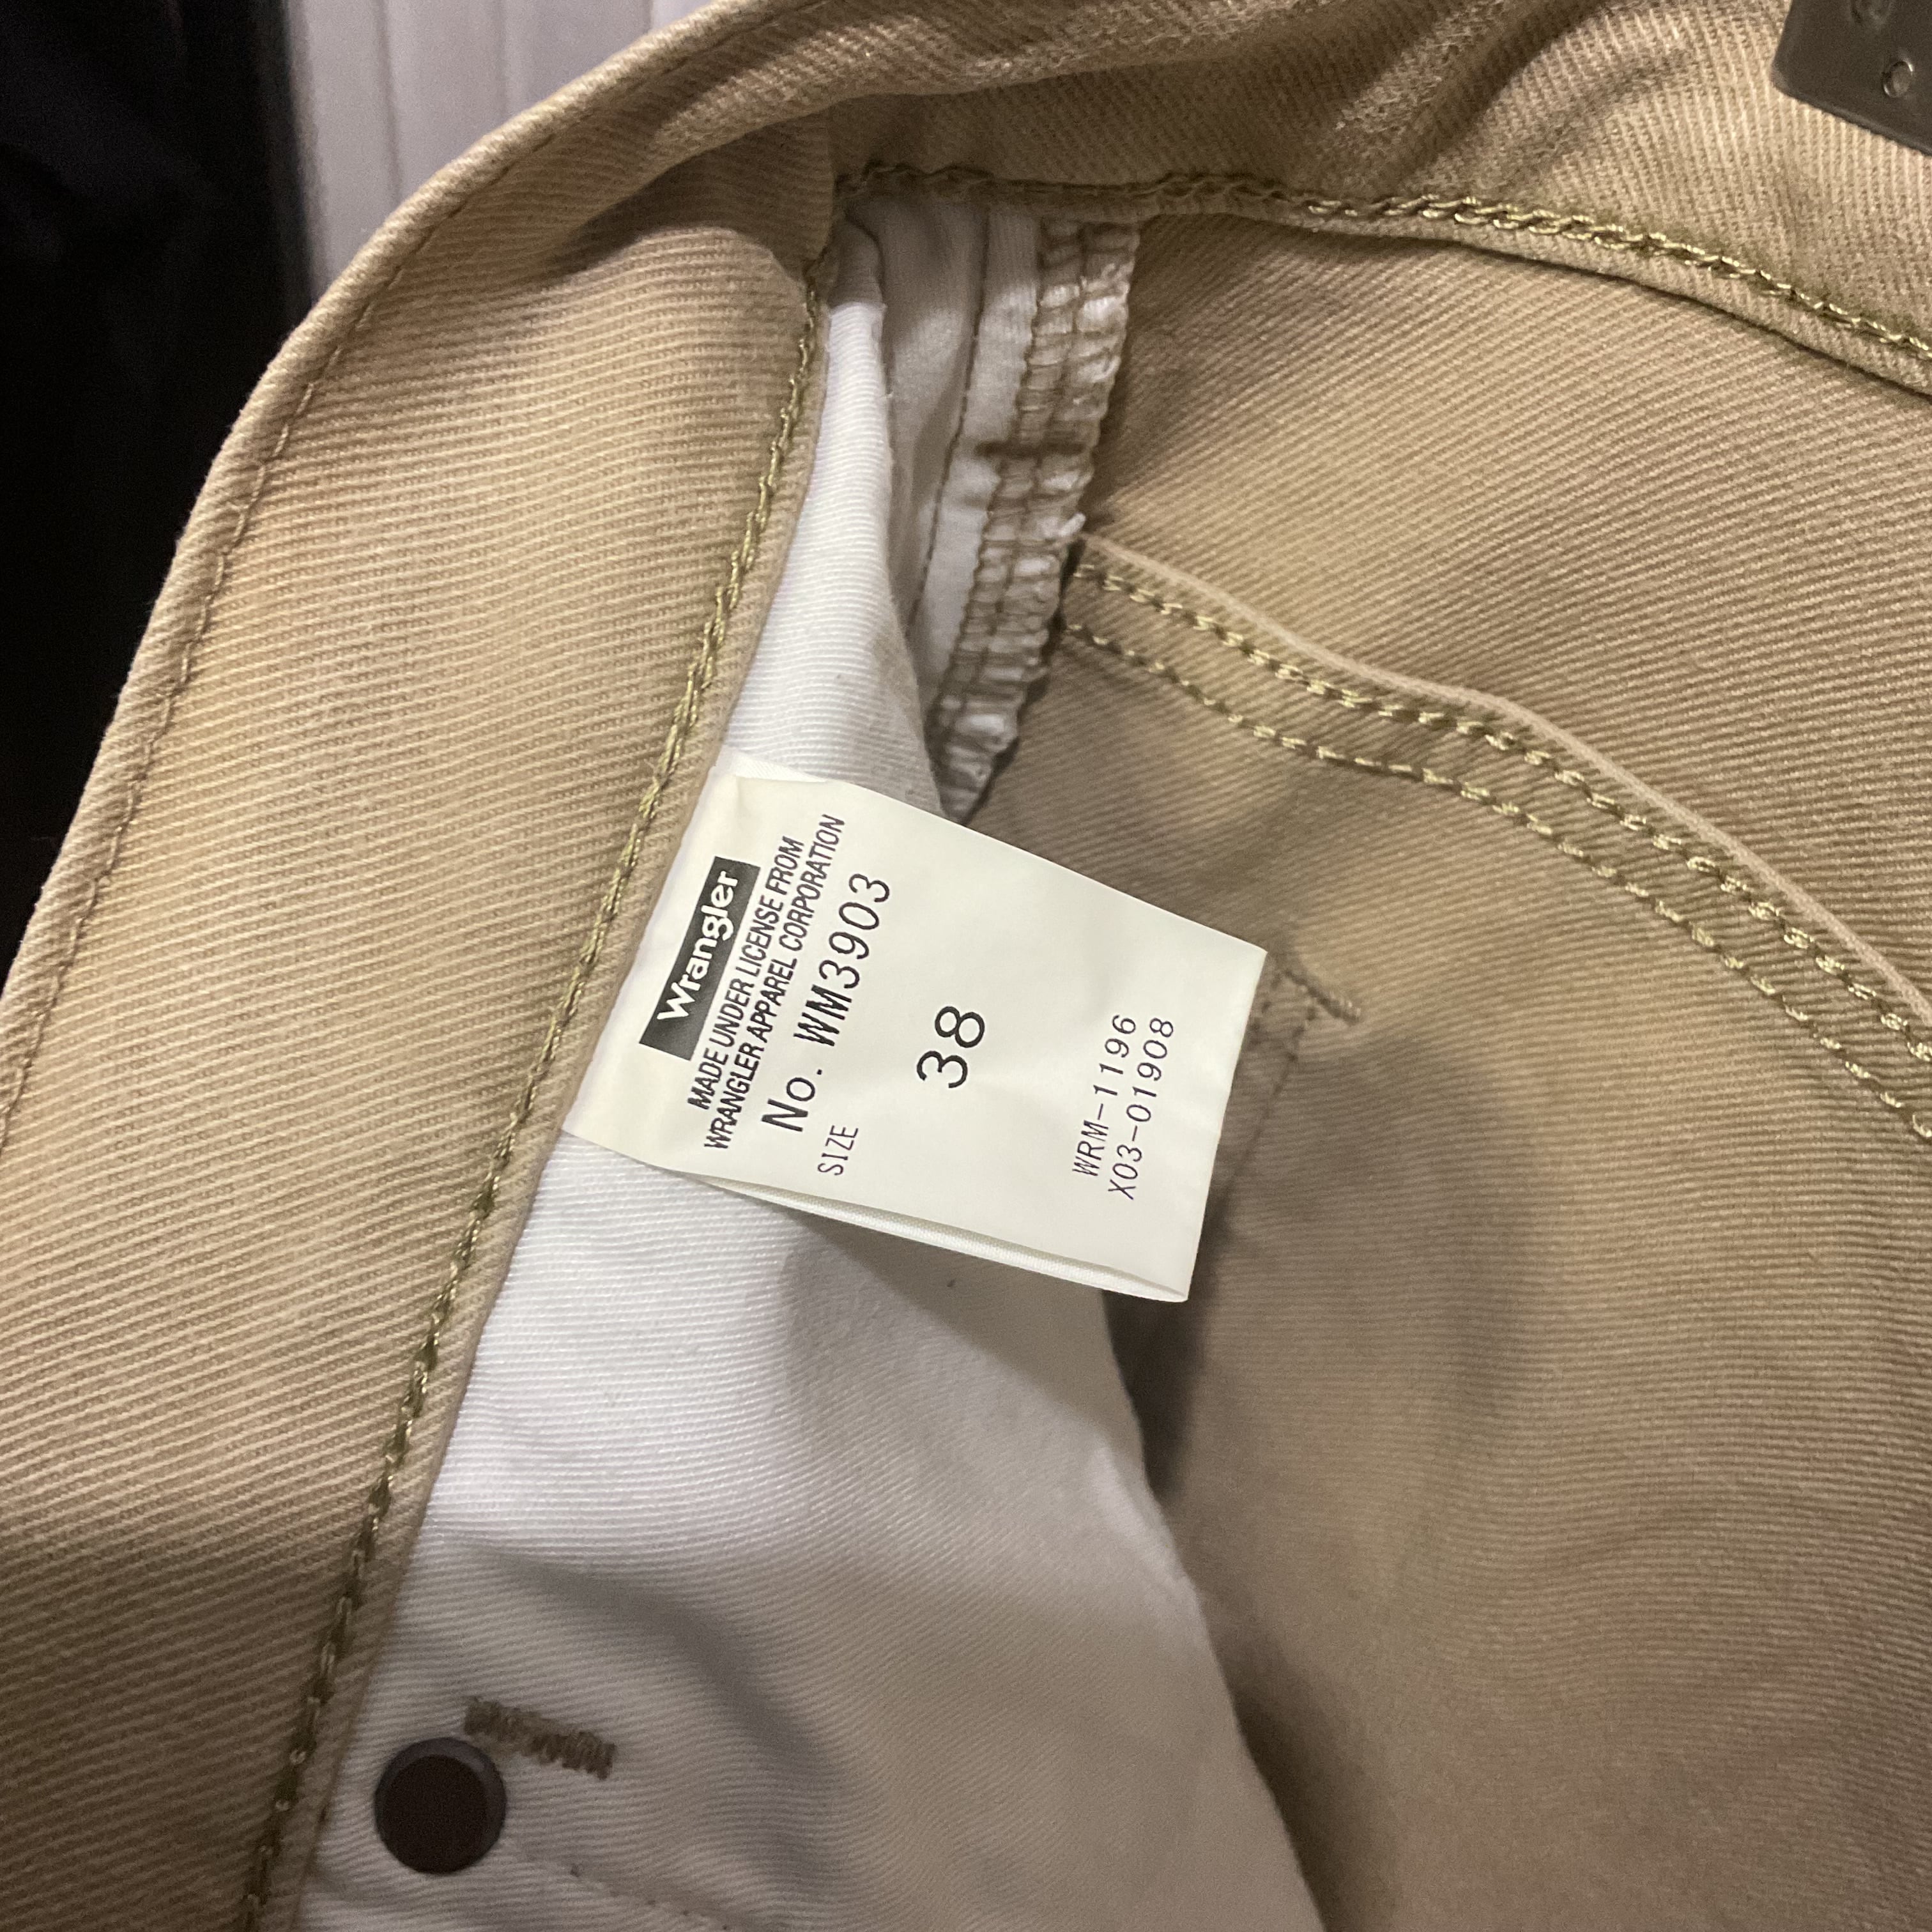 Wrangler
MADE UNDER LICENSE FROM
WRANGLER APPAREL CORPORATION
No. WM3903
SIZE
38
WRM-1196
X03-01908